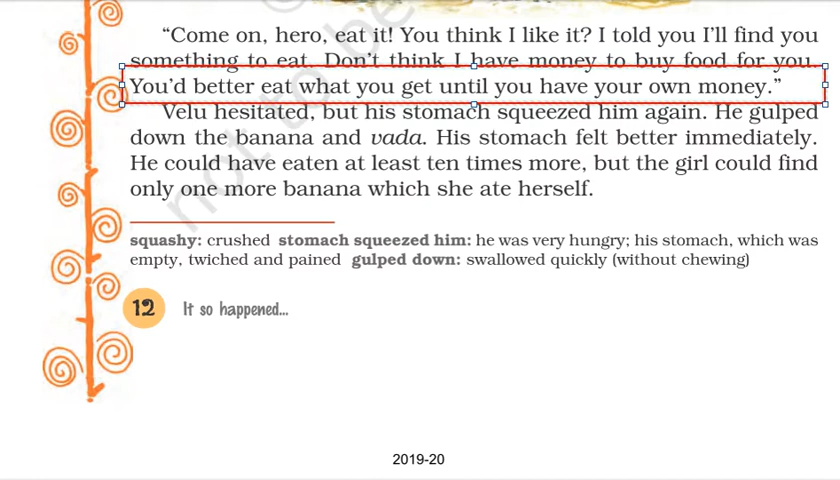 “Come on, hero, eat it! You think I like it? I told you I’ll find you
something to eat. Don’t think I have money to buy food for you.
You’d better eat what you get until you have your own money.”
Velu hesitated, but his stomach squeezed him again. He gulped
down the banana and vada. His stomach felt better immediately.
He could have eaten at least ten times more, but the girl could find
only one more banana which she ate herself.
squashy: crushed stomach squeezed him: he was very hungry; his stomach, which was
empty, twiched and pained gulped down: swallowed quickly (without chewing)
12 It so happened...
2019-20
not to be